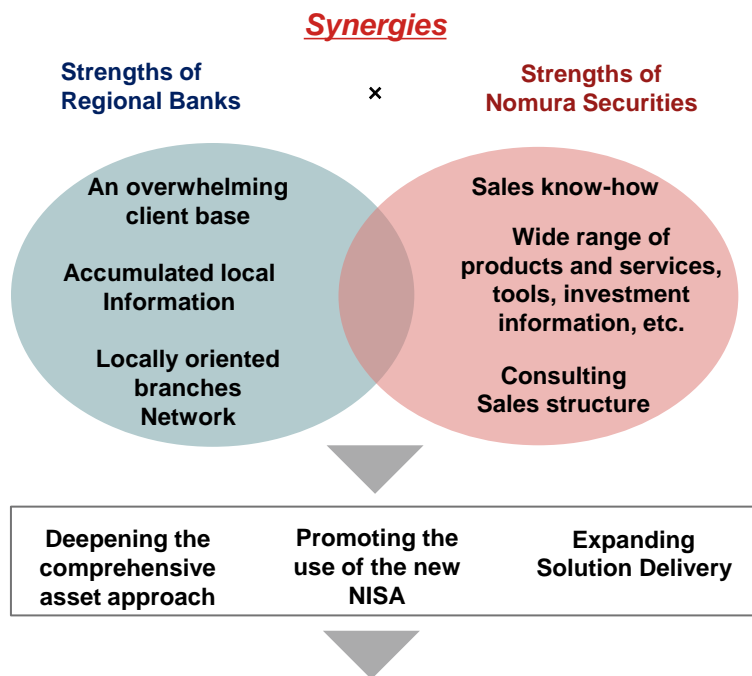 Synergies
Strengths of
Regional Banks
×
Strengths of
Nomura Securities
An overwhelming
client base
Accumulated local
Information
Locally oriented
branches
Network
Sales know-how
Wide range of
products and services,
tools, investment
information, etc.
Consulting
Sales structure
Deepening the
comprehensive
asset approach
Promoting the
use of the new
NISA
Expanding
Solution Delivery